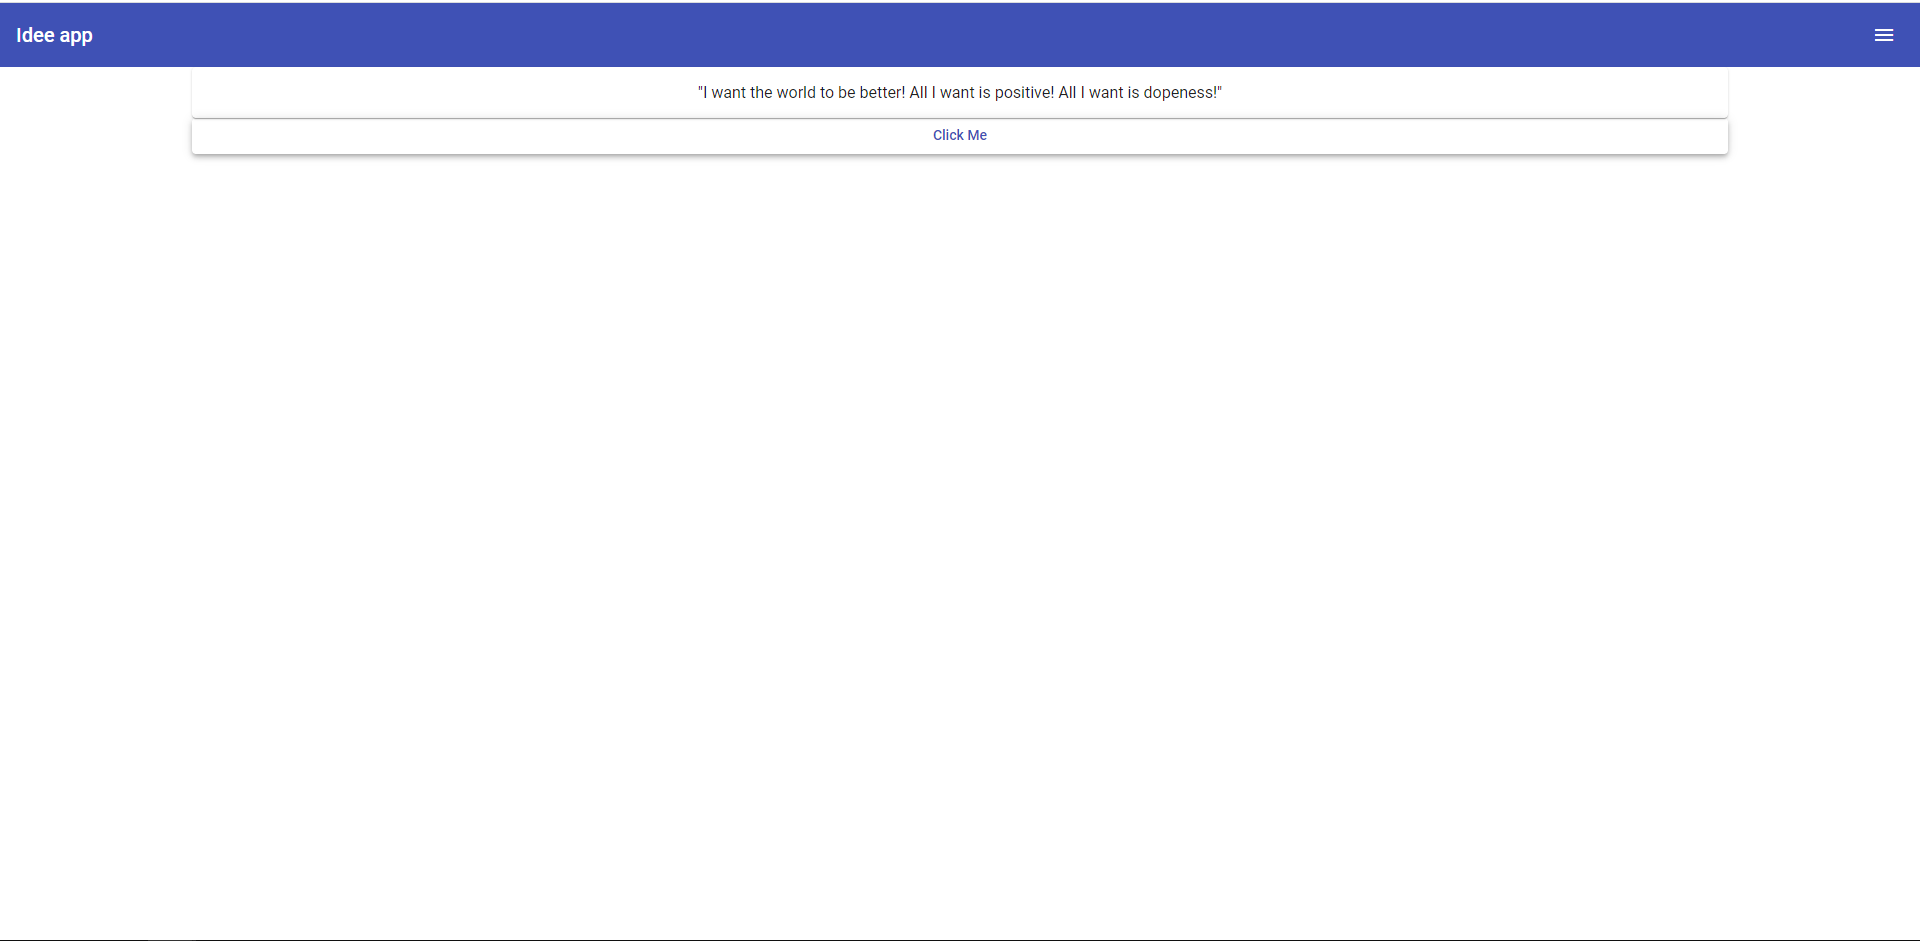 Idee app
"I want the world to be better! All I want is positive! All I want is dopeness!"
Click Me